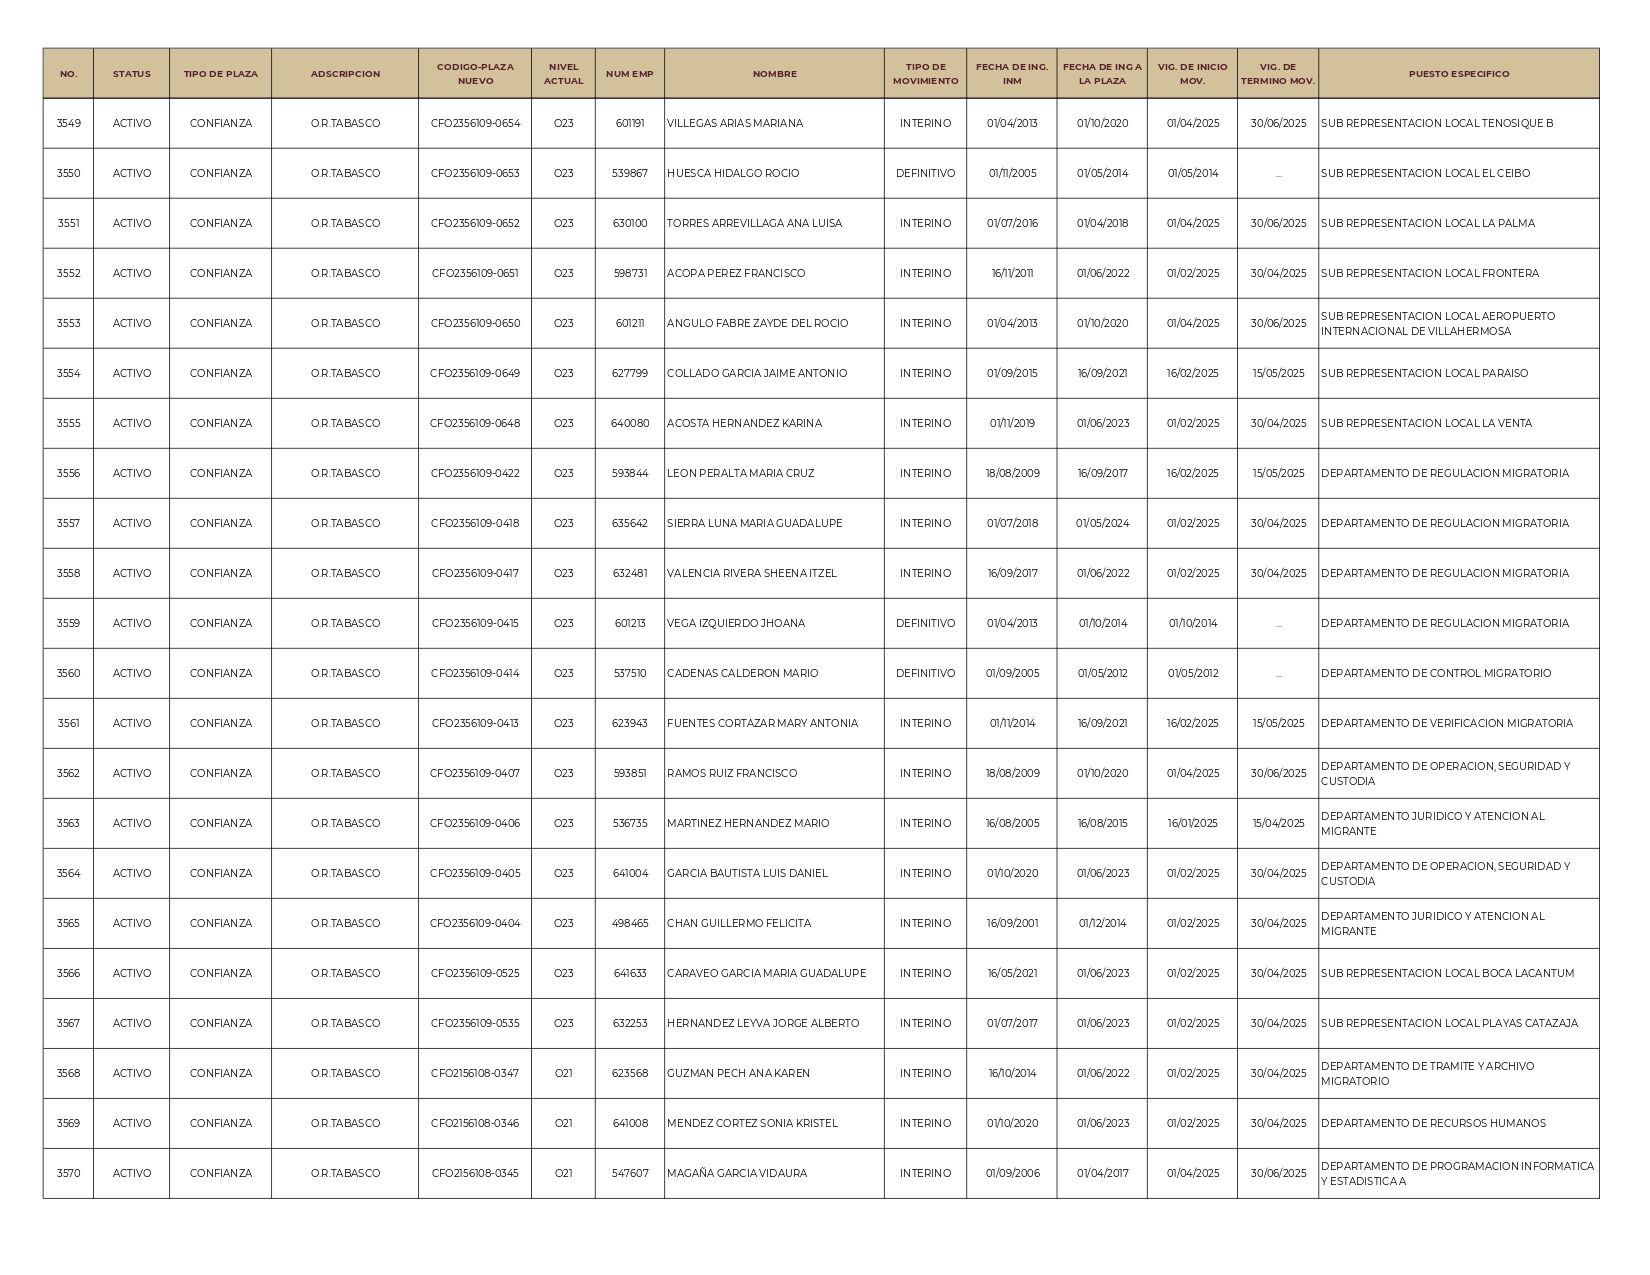 NO. STATUS TIPO DE PLAZA ADSCRIPCION CODIGO-PLAZA NUEVO NIVEL ACTUAL NUM EMP NOMBRE TIPO DE MOVIMIENTO FECHA DE ING. INM FECHA DE ING A LA PLAZA VIG. DE INICIO MOV. VIG. DE TERMINO MOV. PUESTO ESPECIFICO
3549 ACTIVO CONFIANZA O.R.TABASCO CFO2356109-0654 O23 601191 VILLEGAS ARIAS MARIANA INTERINO 01/04/2013 01/10/2020 01/04/2025 30/06/2025 SUB REPRESENTACION LOCAL TENOSIQUE B
3550 ACTIVO CONFIANZA O.R.TABASCO CFO2356109-0653 O23 539867 HUESCA HIDALGO ROCIO DEFINITIVO 01/11/2005 01/05/2014 01/05/2014 ... SUB REPRESENTACION LOCAL EL CEIBO
3551 ACTIVO CONFIANZA O.R.TABASCO CFO2356109-0652 O23 630100 TORRES ARREVILLAGA ANA LUISA INTERINO 01/07/2016 01/04/2018 01/04/2025 30/06/2025 SUB REPRESENTACION LOCAL LA PALMA
3552 ACTIVO CONFIANZA O.R.TABASCO CFO2356109-0651 O23 598731 ACOPA PEREZ FRANCISCO INTERINO 16/11/2011 01/06/2022 01/02/2025 30/04/2025 SUB REPRESENTACION LOCAL FRONTERA
3553 ACTIVO CONFIANZA O.R.TABASCO CFO2356109-0650 O23 601211 ANGULO FABRE ZAYDE DEL ROCIO INTERINO 01/04/2013 01/10/2020 01/04/2025 30/06/2025 SUB REPRESENTACION LOCAL AEROPUERTO
INTERNACIONAL DE VILLAHERMOSA
3554 ACTIVO CONFIANZA O.R.TABASCO CFO2356109-0649 O23 627799 COLLADO GARCIA JAIME ANTONIO INTERINO 01/09/2015 16/09/2021 16/02/2025 15/05/2025 SUB REPRESENTACION LOCAL PARAISO
3555 ACTIVO CONFIANZA O.R.TABASCO CFO2356109-0648 O23 640080 ACOSTA HERNANDEZ KARINA INTERINO 01/11/2019 01/06/2023 01/02/2025 30/04/2025 SUB REPRESENTACION LOCAL LA VENTA
3556 ACTIVO CONFIANZA O.R.TABASCO CFO2356109-0422 O23 593844 LEON PERALTA MARIA CRUZ INTERINO 18/08/2009 16/09/2017 16/02/2025 15/05/2025 DEPARTAMENTO DE REGULACION MIGRATORIA
3557 ACTIVO CONFIANZA O.R.TABASCO CFO2356109-0418 O23 635642 SIERRA LUNA MARIA GUADALUPE INTERINO 01/07/2018 01/05/2024 01/02/2025 30/04/2025 DEPARTAMENTO DE REGULACION MIGRATORIA
3558 ACTIVO CONFIANZA O.R.TABASCO CFO2356109-0417 O23 632481 VALENCIA RIVERA SHEENA ITZEL INTERINO 16/09/2017 01/06/2022 01/02/2025 30/04/2025 DEPARTAMENTO DE REGULACION MIGRATORIA
3559 ACTIVO CONFIANZA O.R.TABASCO CFO2356109-0415 O23 601213 VEGA IZQUIERDO JHOANA DEFINITIVO 01/04/2013 01/10/2014 01/10/2014 ... DEPARTAMENTO DE REGULACION MIGRATORIA
3560 ACTIVO CONFIANZA O.R.TABASCO CFO2356109-0414 O23 537510 CADENAS CALDERON MARIO DEFINITIVO 01/09/2005 01/05/2012 01/05/2012 ... DEPARTAMENTO DE CONTROL MIGRATORIO
3561 ACTIVO CONFIANZA O.R.TABASCO CFO2356109-0413 O23 623943 FUENTES CORTAZAR MARY ANTONIA INTERINO 01/11/2014 16/09/2021 16/02/2025 15/05/2025 DEPARTAMENTO DE VERIFICACION MIGRATORIA
3562 ACTIVO CONFIANZA O.R.TABASCO CFO2356109-0407 O23 593851 RAMOS RUIZ FRANCISCO INTERINO 18/08/2009 01/10/2020 01/04/2025 30/06/2025 DEPARTAMENTO DE OPERACION, SEGURIDAD Y
CUSTODIA
3563 ACTIVO CONFIANZA O.R.TABASCO CFO2356109-0406 O23 536735 MARTINEZ HERNANDEZ MARIO INTERINO 16/08/2005 16/08/2015 16/01/2025 15/04/2025 DEPARTAMENTO JURIDICO Y ATENCION AL
MIGRANTE
3564 ACTIVO CONFIANZA O.R.TABASCO CFO2356109-0405 O23 641004 GARCIA BAUTISTA LUIS DANIEL INTERINO 01/10/2020 01/06/2023 01/02/2025 30/04/2025 DEPARTAMENTO DE OPERACION, SEGURIDAD Y
CUSTODIA
3565 ACTIVO CONFIANZA O.R.TABASCO CFO2356109-0404 O23 498465 CHAN GUILLERMO FELICITA INTERINO 16/09/2001 01/12/2014 01/02/2025 30/04/2025 DEPARTAMENTO JURIDICO Y ATENCION AL
MIGRANTE
3566 ACTIVO CONFIANZA O.R.TABASCO CFO2356109-0525 O23 641633 CARAVEO GARCIA MARIA GUADALUPE INTERINO 16/05/2021 01/06/2023 01/02/2025 30/04/2025 SUB REPRESENTACION LOCAL BOCA LACANTUM
3567 ACTIVO CONFIANZA O.R.TABASCO CFO2356109-0535 O23 632253 HERNANDEZ LEYVA JORGE ALBERTO INTERINO 01/07/2017 01/06/2023 01/02/2025 30/04/2025 SUB REPRESENTACION LOCAL PLAYAS CATAZAJA
3568 ACTIVO CONFIANZA O.R.TABASCO CFO2156108-0347 O21 623568 GUZMAN PECH ANA KAREN INTERINO 16/10/2014 01/06/2022 01/02/2025 30/04/2025 DEPARTAMENTO DE TRAMITE Y ARCHIVO
MIGRATORIO
3569 ACTIVO CONFIANZA O.R.TABASCO CFO2156108-0346 O21 641008 MENDEZ CORTEZ SONIA KRISTEL INTERINO 01/10/2020 01/06/2023 01/02/2025 30/04/2025 DEPARTAMENTO DE RECURSOS HUMANOS
3570 ACTIVO CONFIANZA O.R.TABASCO CFO2156108-0345 O21 547607 MAGAÑA GARCIA VIDAURA INTERINO 01/09/2006 01/04/2017 01/04/2025 30/06/2025 DEPARTAMENTO DE PROGRAMACION INFORMATICA
Y ESTADISTICA A